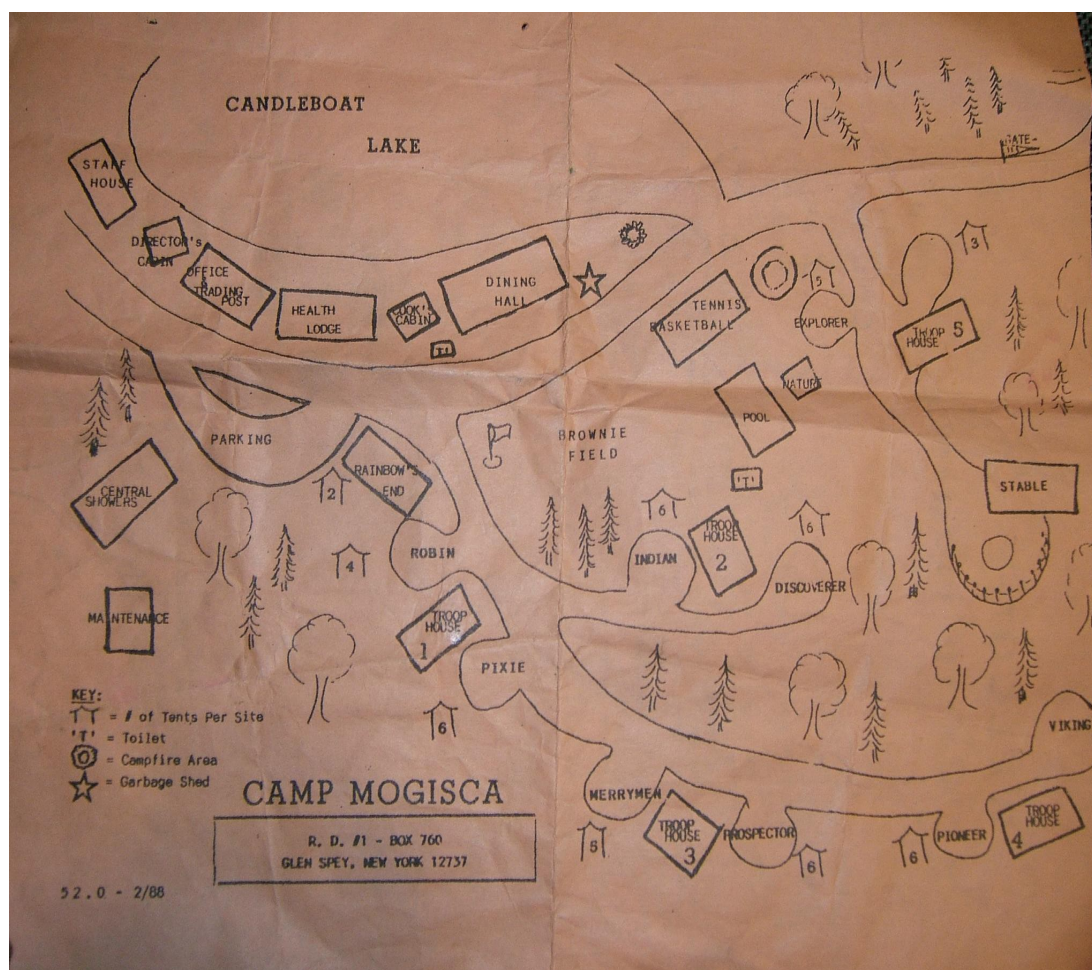 CANDLEBOAT
LAKE
GATE
STAFF
HOUSE
DIRECTOR's
CABIN
OFFICE
&
TRADING
POST
HEALTH
LODGE
COOK'S
CABIN
'T'
DINING
HALL
3
5
TENNIS
BASKETBALL
EXPLORER
TROOP
HOUSE 5
NATURE
POOL
'T'
PARKING
BROWNIE
FIELD
RAINBOW'S
END
2
CENTRAL
SHOWERS
STABLE
6
6
TROOP
HOUSE
2
ROBIN
4
INDIAN
DISCOVERER
MAINTENANCE
TROOP
HOUSE
1
PIXIE
6
VIKING
KEY:
= # of Tents Per Site
'T' = Toilet
= Campfire Area
= Garbage Shed
MERRYMEN
5
TROOP
HOUSE
3
PROSPECTOR
6
6
PIONEER
TROOP
HOUSE
4
CAMP MOGISCA
R. D. #1 - BOX 760
GLEN SPEY, NEW YORK 12737
52.0 - 2/88